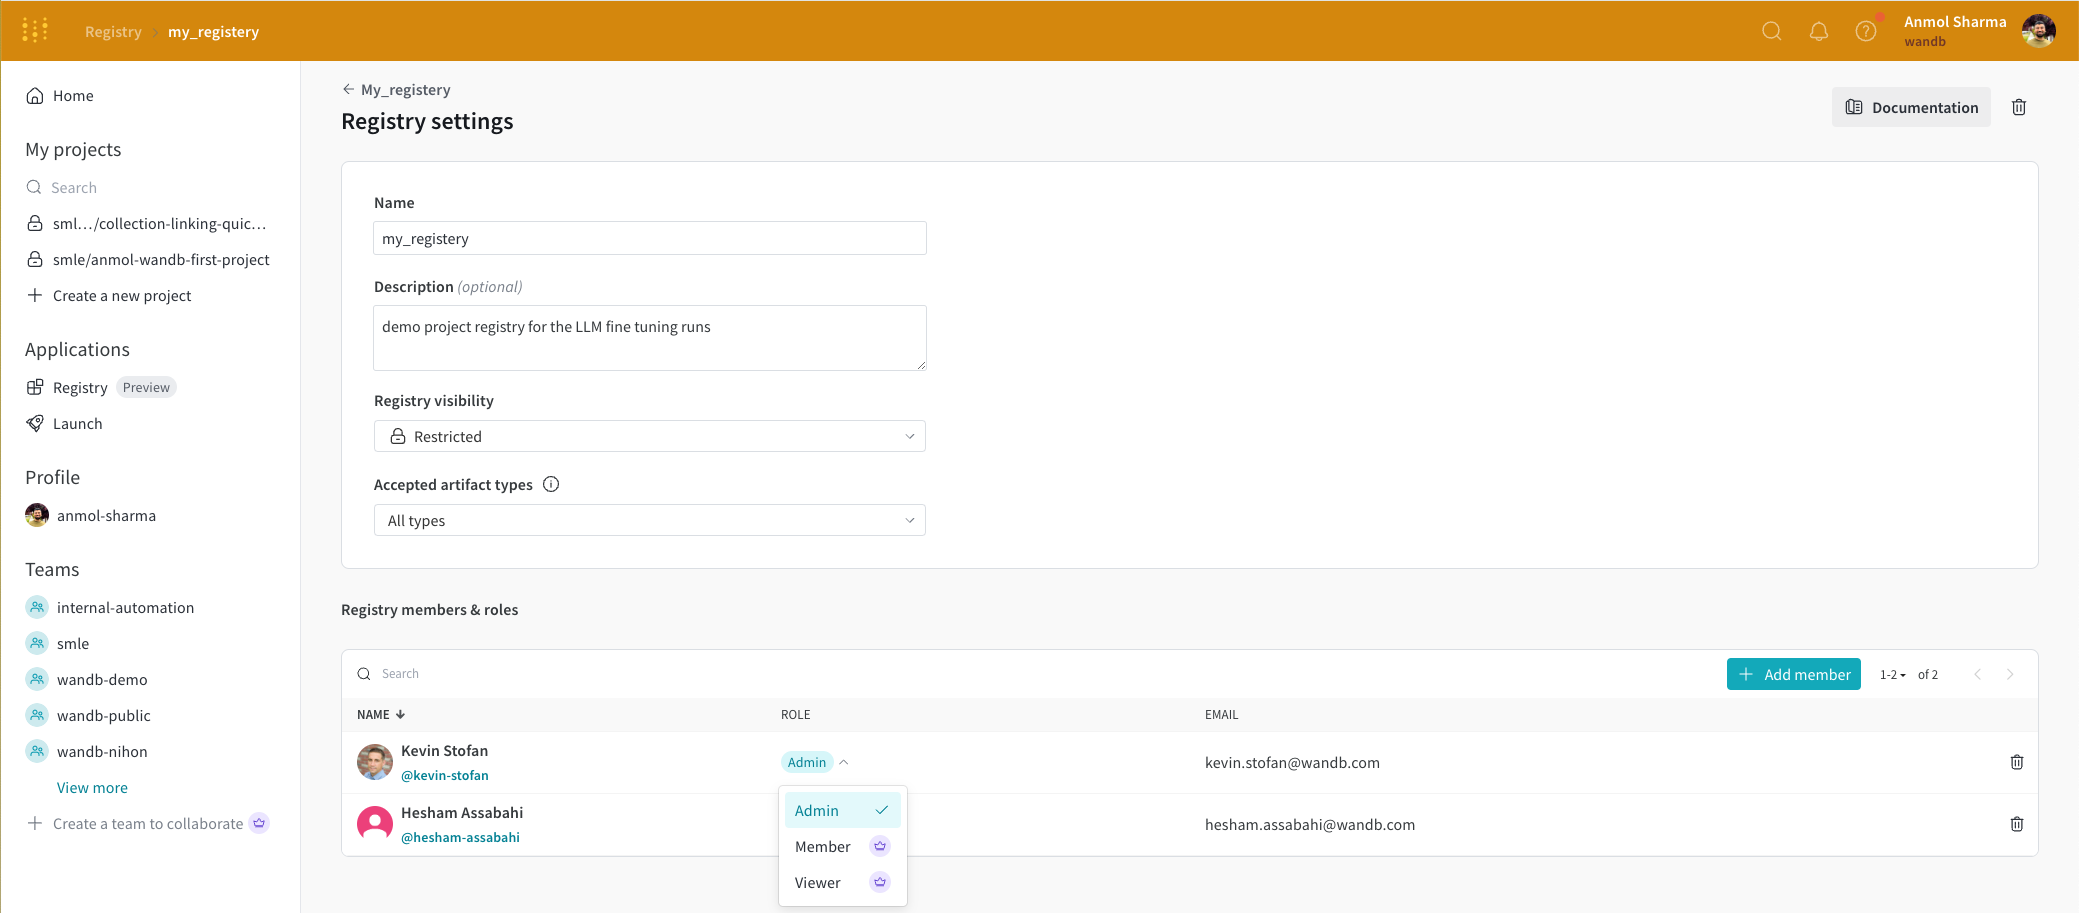 Registry > my_registery
Anmol Sharma
wandb
Home
My projects
Search
sml.../collection-linking-quic...
smle/anmol-wandb-first-project
Create a new project
Applications
Registry Preview
Launch
Profile
anmol-sharma
Teams
internal-automation
smle
wandb-demo
wandb-public
wandb-nihon
View more
Create a team to collaborate
← My_registery
Registry settings
Documentation
Name
my_registery
Description (optional)
demo project registry for the LLM fine tuning runs
Registry visibility
Restricted
Accepted artifact types
All types
Registry members & roles
Search
Add member 1-2 of 2
NAME ROLE EMAIL
Kevin Stofan
@kevin-stofan
Admin
kevin.stofan@wandb.com
Hesham Assabahi
@hesham-assabahi
hesham.assabahi@wandb.com
Admin
Member
Viewer